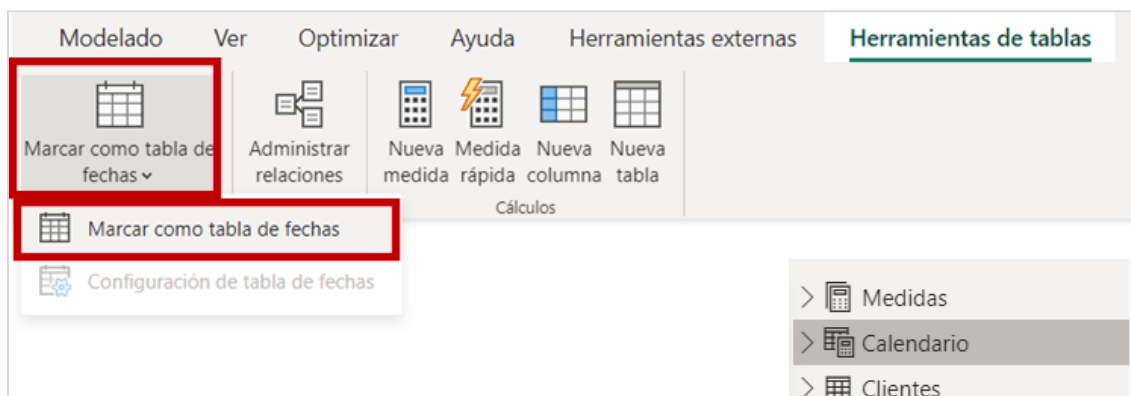 Modelado Ver Optimizar Ayuda Herramientas externas Herramientas de tablas
Marcar como tabla de
fechas
Administrar
relaciones
Nueva
medida
Medida
rápida
Nueva
columna
Nueva
tabla
Cálculos
Marcar como tabla de fechas
Configuración de tabla de fechas
Medidas
Calendario
Clientes